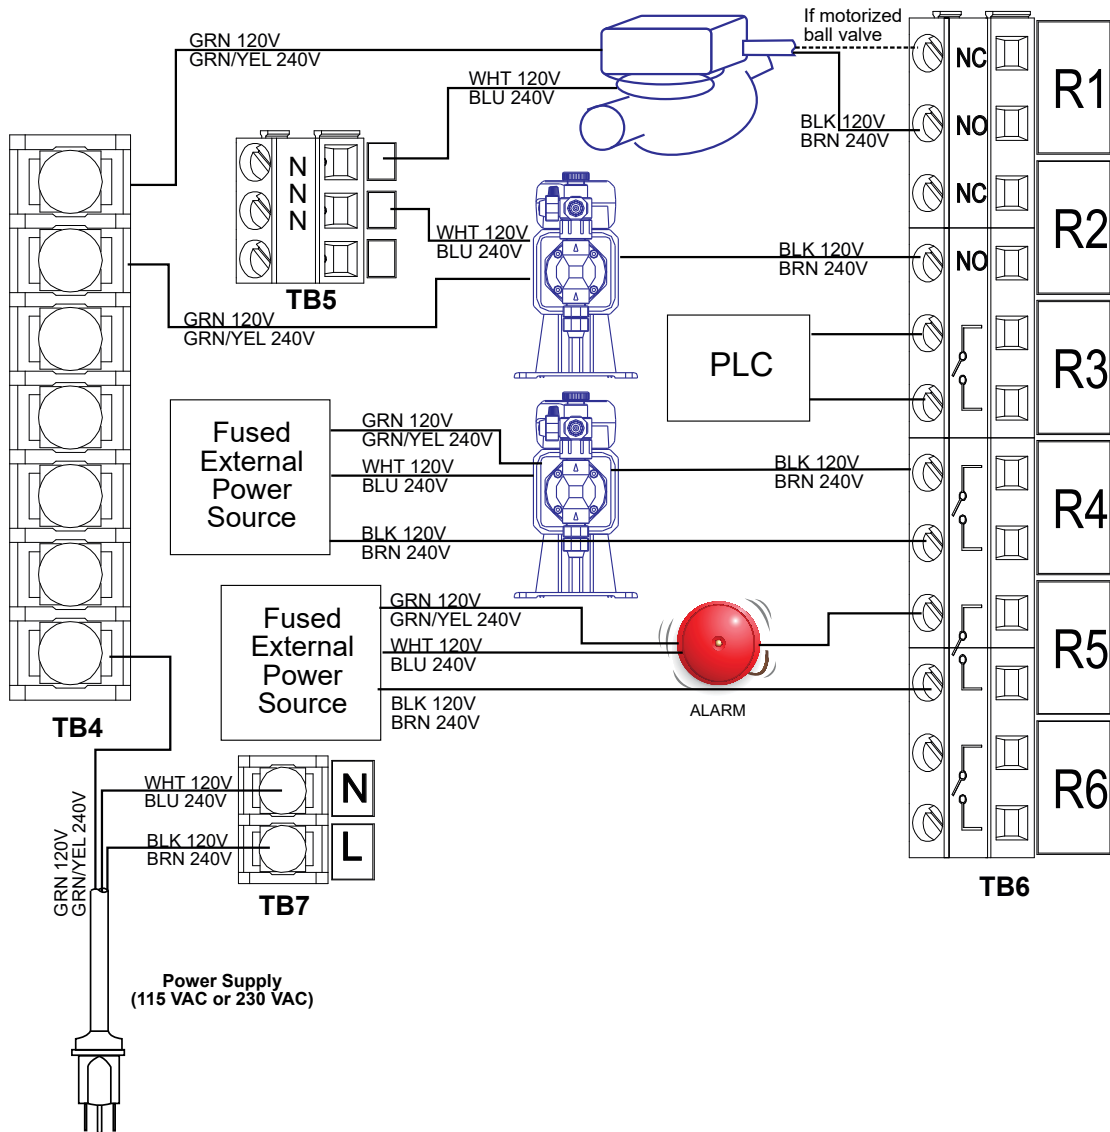 If motorized
ball valve
GRN 120V
GRN/YEL 240V
WHT 120V
BLU 240V
NC
R1
BLK 120V
BRN 240V
NO
N
N
N
TB5
NC
R2
WHT 120V
BLU 240V
BLK 120V
BRN 240V
NO
GRN 120V
GRN/YEL 240V
PLC
R3
Fused
External
Power
Source
GRN 120V
GRN/YEL 240V
WHT 120V
BLU 240V
BLK 120V
BRN 240V
R4
BLK 120V
BRN 240V
Fused
External
Power
Source
GRN 120V
GRN/YEL 240V
WHT 120V
BLU 240V
R5
BLK 120V
BRN 240V
ALARM
TB4
R6
WHT 120V
BLU 240V
N
BLK 120V
BRN 240V
L
GRN 120V
GRN/YEL 240V
TB7
TB6
Power Supply
(115 VAC or 230 VAC)